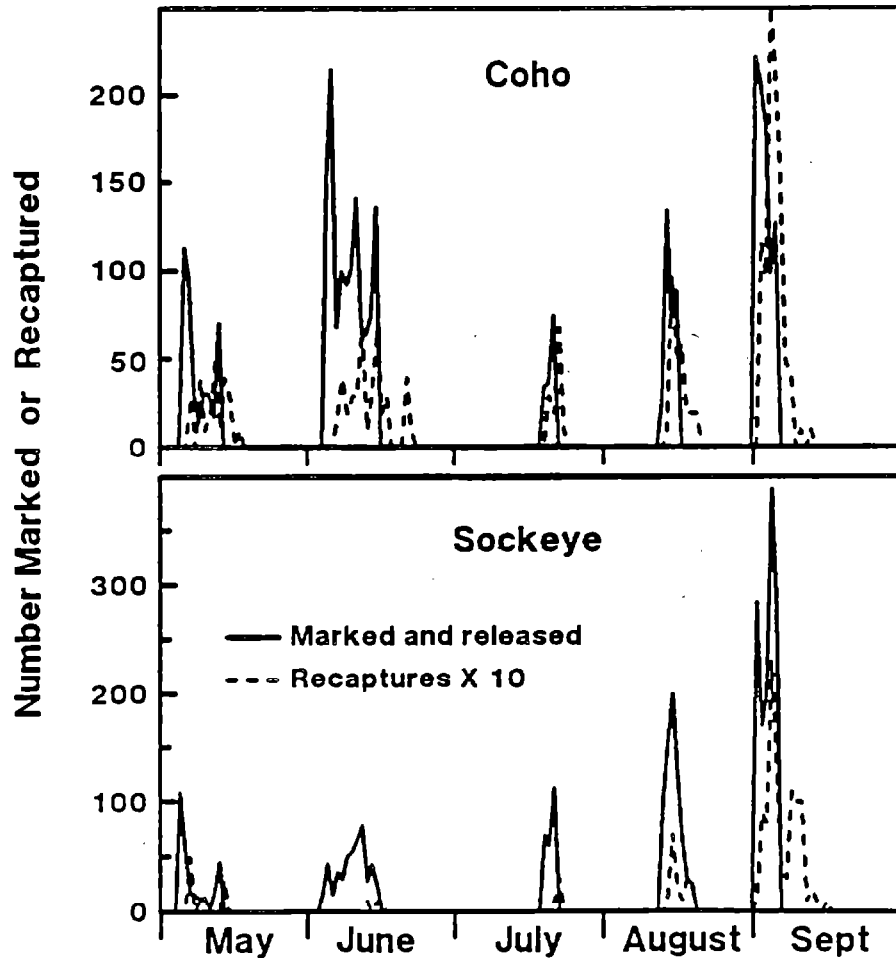 Number Marked or Recaptured
Coho
200
150
100
50
0
Sockeye
300
200
100
0
Marked and released
Recaptures X 10
May June July August Sept